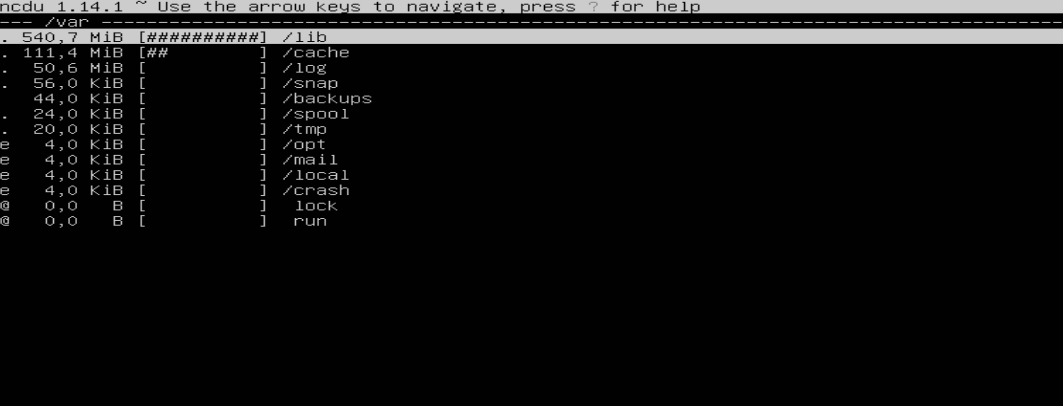 ncdu 1.14.1 ~ Use the arrow keys to navigate, press ? for help
--- /var -----------------------------------------------------------------------------------------
. 540,7 MiB [##########] /lib
. 111,4 MiB [##        ] /cache
.  50,6 MiB [          ] /log
.  56,0 KiB [          ] /snap
   44,0 KiB [          ] /backups
.  24,0 KiB [          ] /spool
.  20,0 KiB [          ] /tmp
e   4,0 KiB [          ] /opt
e   4,0 KiB [          ] /mail
e   4,0 KiB [          ] /local
e   4,0 KiB [          ] /crash
@   0,0   B [          ]  lock
@   0,0   B [          ]  run